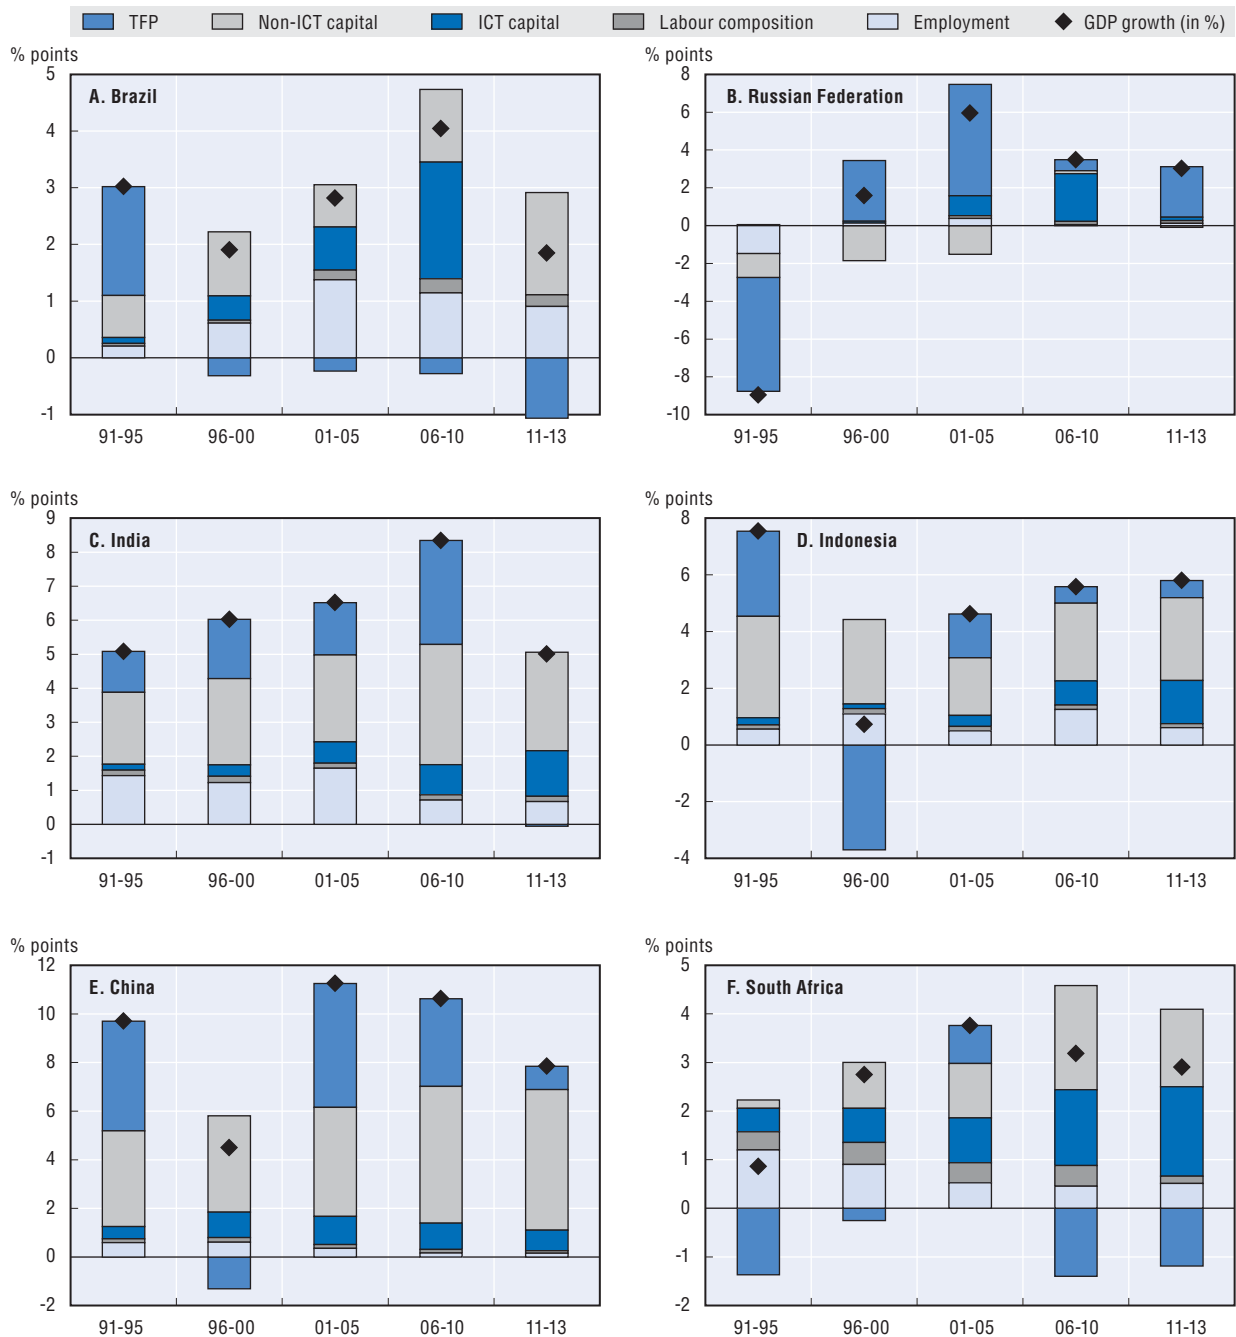 TFP Non-ICT capital ICT capital Labour composition Employment GDP growth (in %)
% points
A. Brazil
5
4
3
2
1
0
-1
91-95 96-00 01-05 06-10 11-13
% points
B. Russian Federation
8
6
4
2
0
-2
-4
-6
-8
-10
91-95 96-00 01-05 06-10 11-13
% points
C. India
9
8
7
6
5
4
3
2
1
0
-1
91-95 96-00 01-05 06-10 11-13
% points
D. Indonesia
8
6
4
2
0
-2
-4
91-95 96-00 01-05 06-10 11-13
% points
E. China
12
10
8
6
4
2
0
-2
91-95 96-00 01-05 06-10 11-13
% points
F. South Africa
5
4
3
2
1
0
-1
-2
91-95 96-00 01-05 06-10 11-13